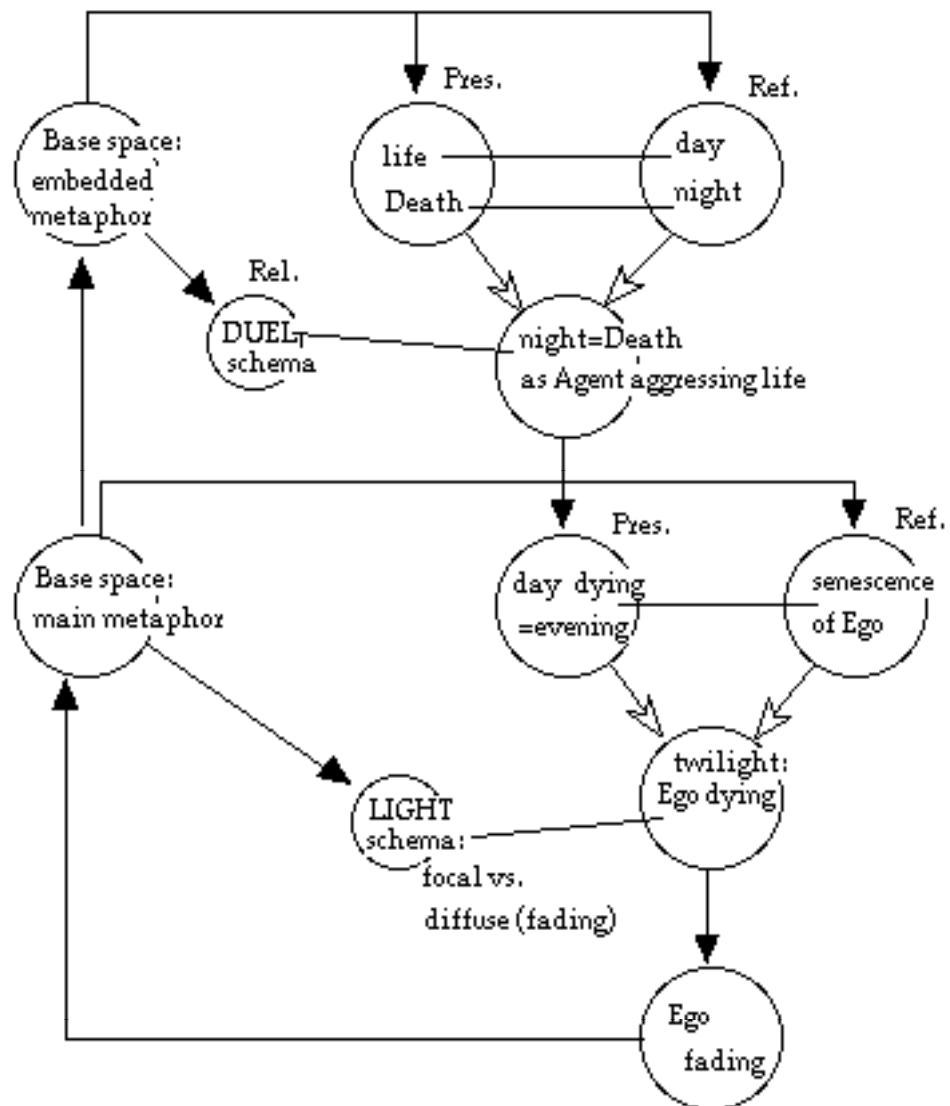 Pres.
Ref.
Base space:
embedded
metaphor
life
Death
day
night
Rel.
DUEL
schema
night=Death
as Agent aggressing life
Pres.
Ref.
Base space:
main metaphor
day dying
=evening
senescence
of Ego
twilight:
Ego dying
LIGHT
schema:
focal vs.
diffuse (fading)
Ego
fading